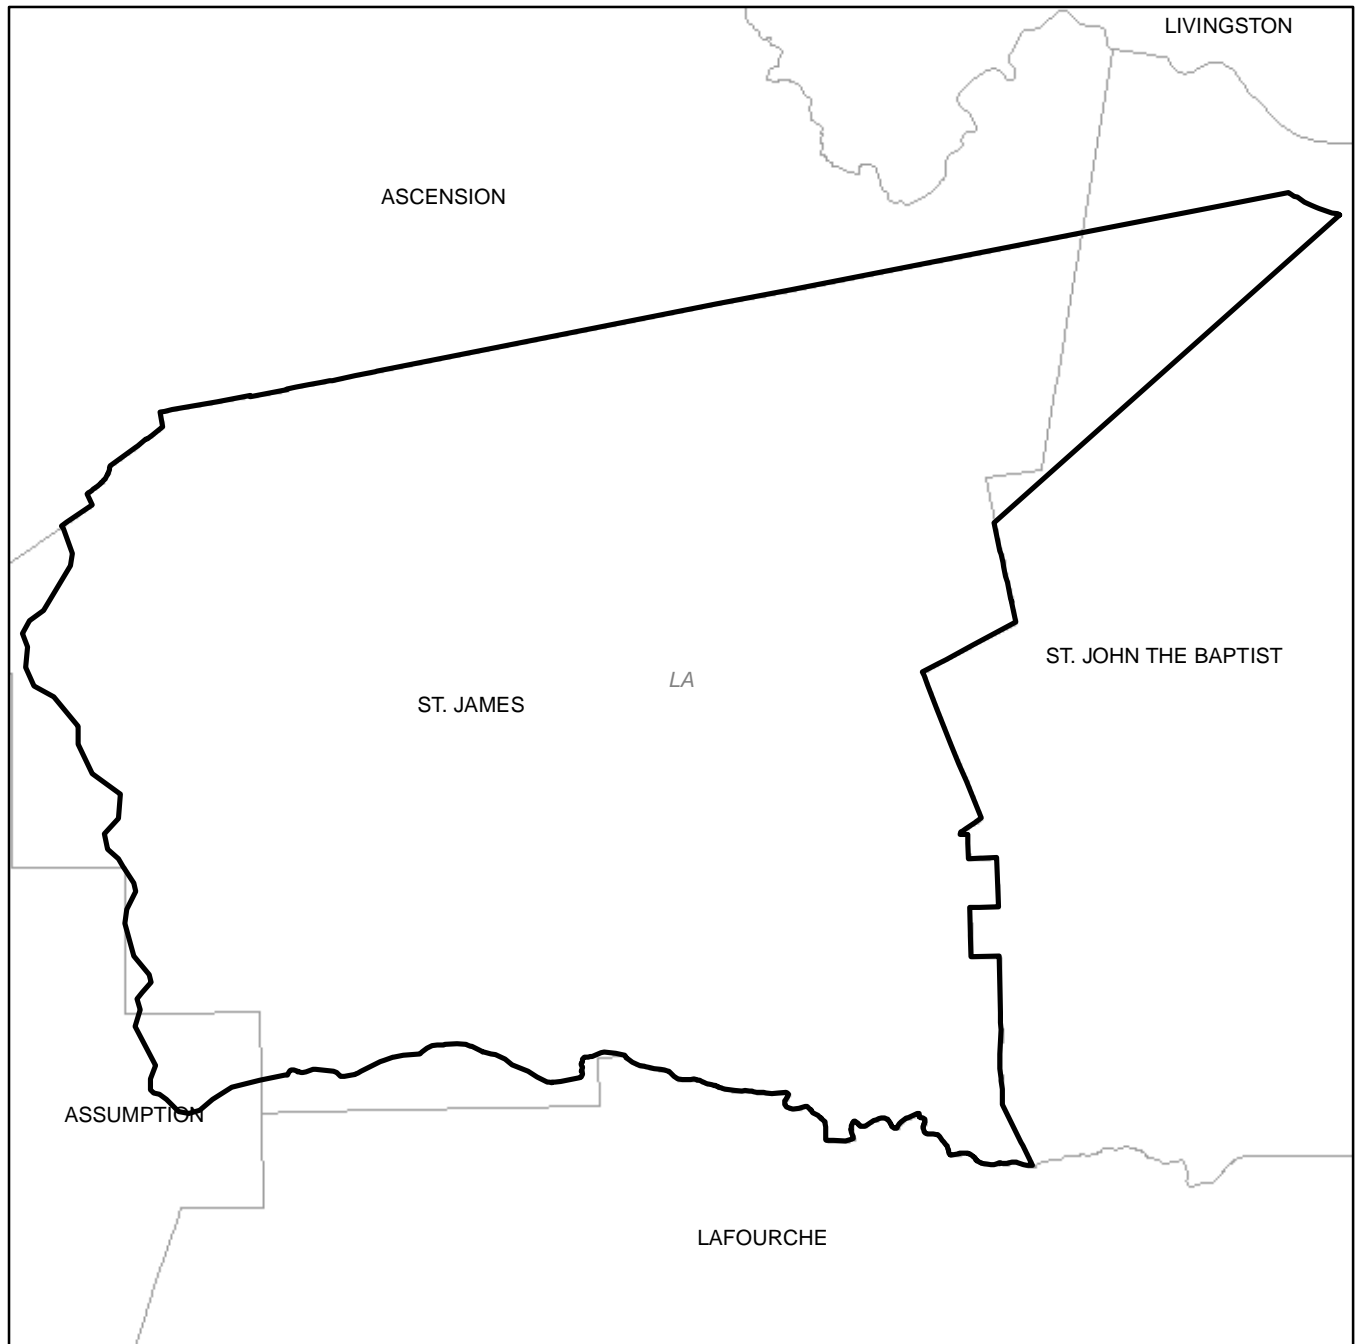 LIVINGSTON
ASCENSION
ST. JOHN THE BAPTIST
LA
ST. JAMES
ASSUMPTION
LAFOURCHE